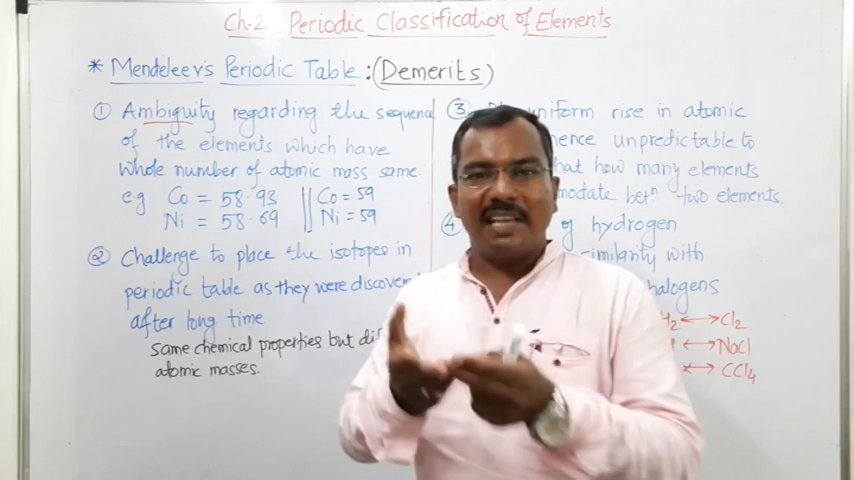 Ch.2 Periodic Classification of Elements
* Mendeleev's Periodic Table : (Demerits)
① Ambiguity regarding the sequence
of the elements which have
whole number of atomic mass same
eg Co = 58.93 || Co = 59
Ni = 58.69 || Ni = 59
② Challenge to place the isotopes in
periodic table as they were discovered
after long time.
Same chemical properties but
atomic masses.
③ uniform rise in atomic
hence unpredictable to
how many elements
betⁿ two elements.
④ of hydrogen
similarity with
halogens
H₂ ↔ Cl₂
↔ NaCl
↔ CCl₄